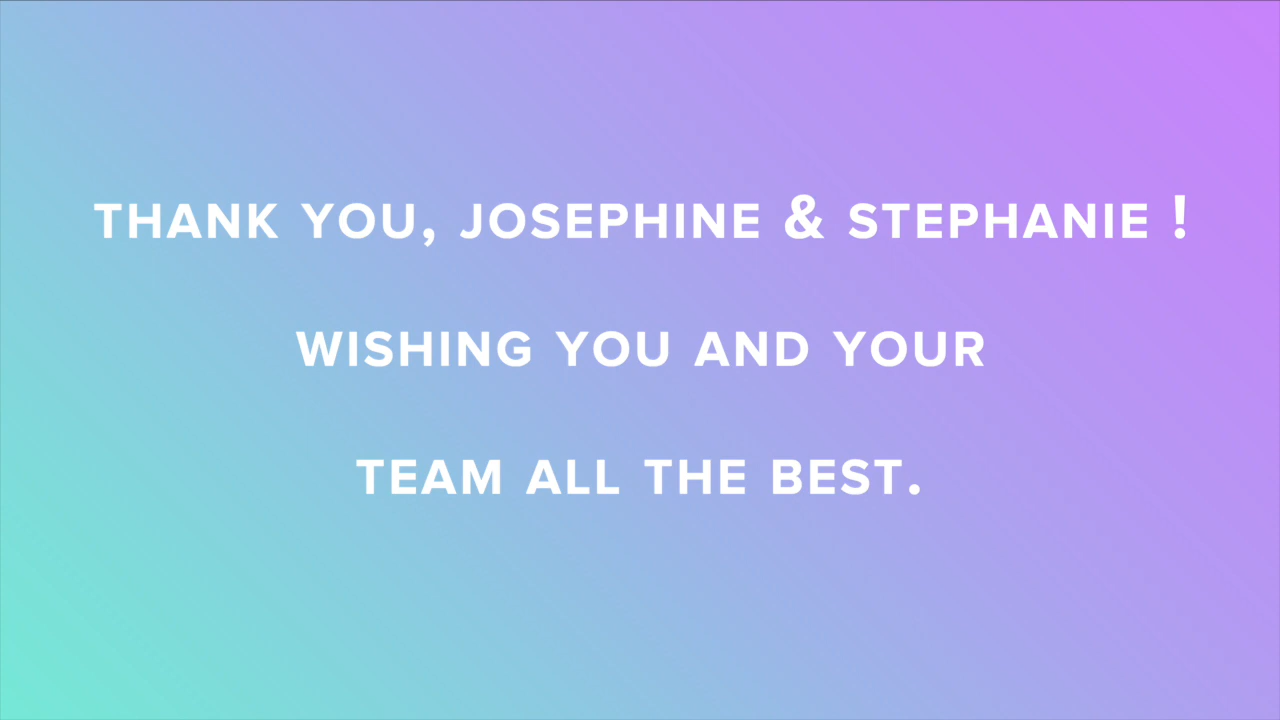 THANK YOU, JOSEPHINE & STEPHANIE !
WISHING YOU AND YOUR
TEAM ALL THE BEST.